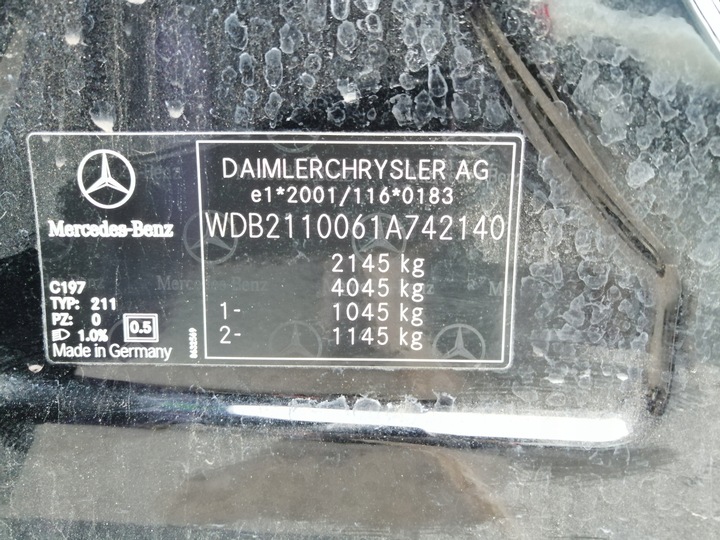 DAIMLERCHRYSLER AG
e1*2001/116*0183
WDB2110061A742140
2145 kg
4045 kg
1- 1045 kg
2- 1145 kg
Mercedes-Benz
C197
TYP: 211
PZ: 0
1.0% 0.5
Made in Germany